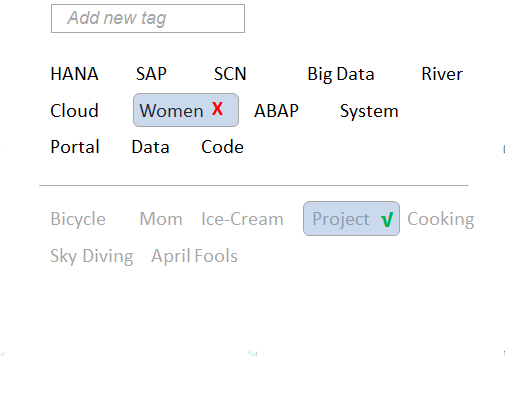 Add new tag
HANA SAP SCN Big Data River
Cloud Women X ABAP System
Portal Data Code
Bicycle Mom Ice-Cream Project √ Cooking
Sky Diving April Fools